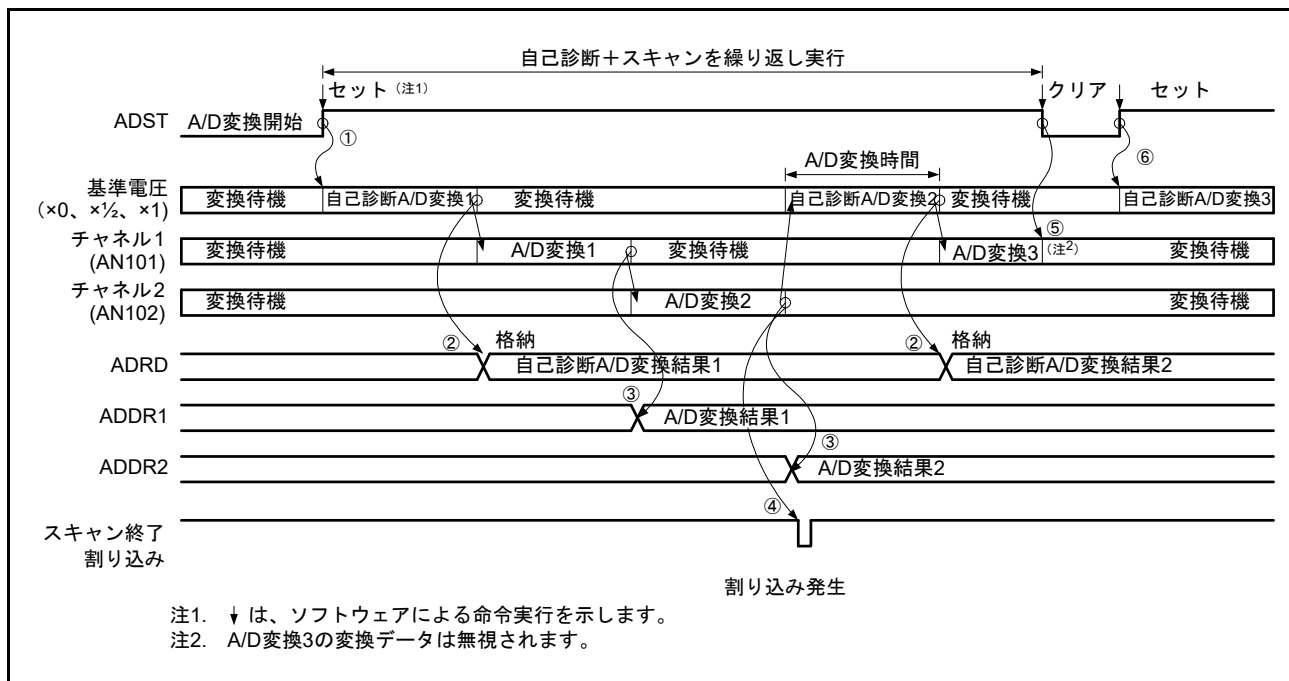 自己診断＋スキャンを繰り返し実行
セット（注1）
クリア
セット
ADST
A/D変換開始
①
⑥
A/D変換時間
基準電圧
（×0、×½、×1）
変換待機
自己診断A/D変換1
変換待機
自己診断A/D変換2
変換待機
自己診断A/D変換3
⑤
チャネル1
(AN101)
変換待機
A/D変換1
変換待機
A/D変換3
（注2）
変換待機
チャネル2
(AN102)
変換待機
A/D変換2
変換待機
ADRD
②
格納
自己診断A/D変換結果1
②
格納
自己診断A/D変換結果2
ADDR1
③
A/D変換結果1
ADDR2
③
A/D変換結果2
スキャン終了
割り込み
④
割り込み発生
注1. ↓は、ソフトウェアによる命令実行を示します。
注2. A/D変換3の変換データは無視されます。